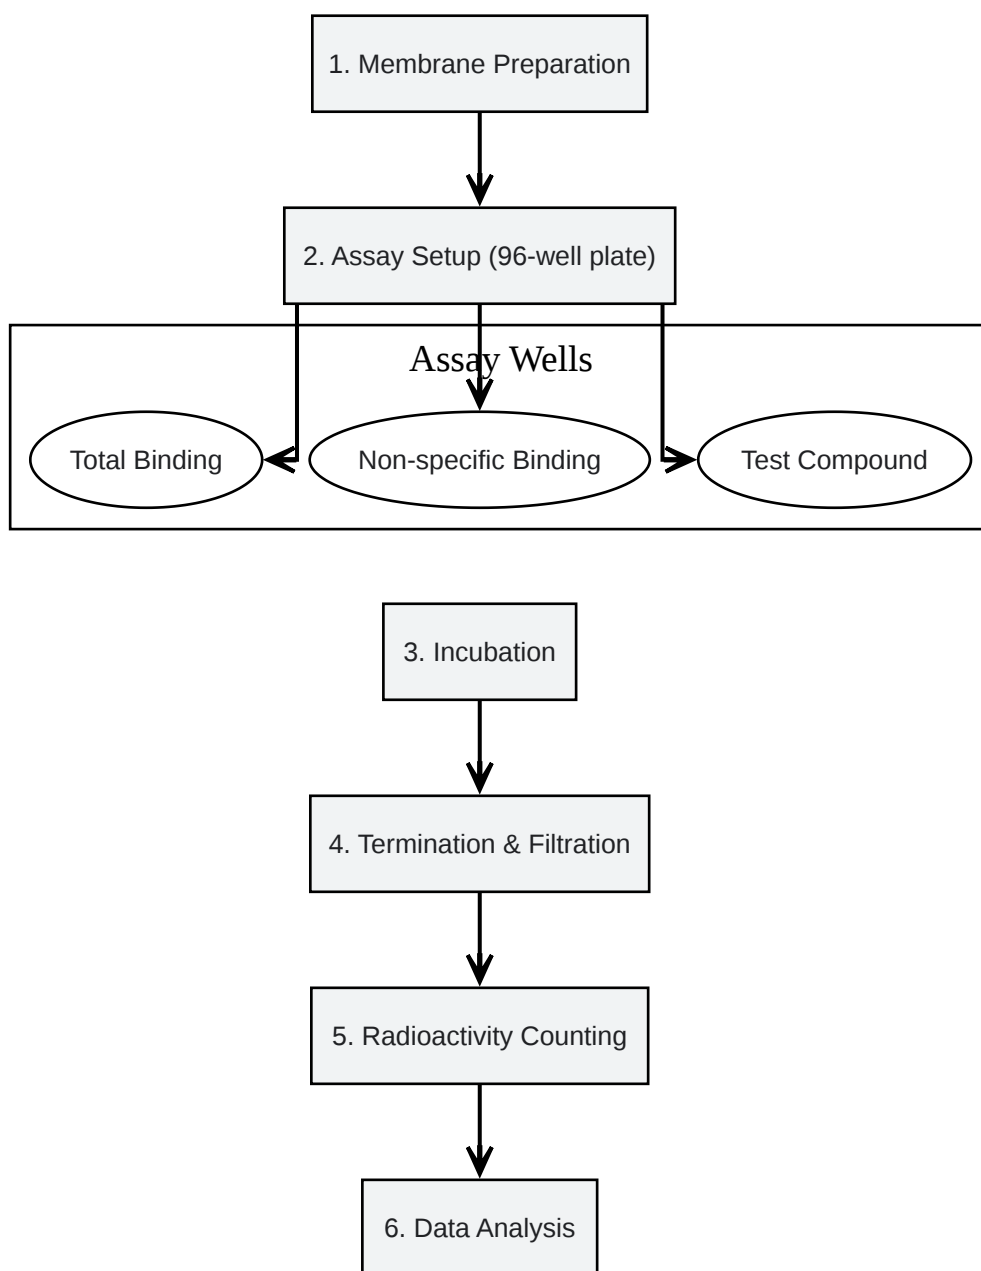 1. Membrane Preparation
2. Assay Setup (96-well plate)
Assay Wells
Total Binding
Non-specific Binding
Test Compound
3. Incubation
4. Termination & Filtration
5. Radioactivity Counting
6. Data Analysis